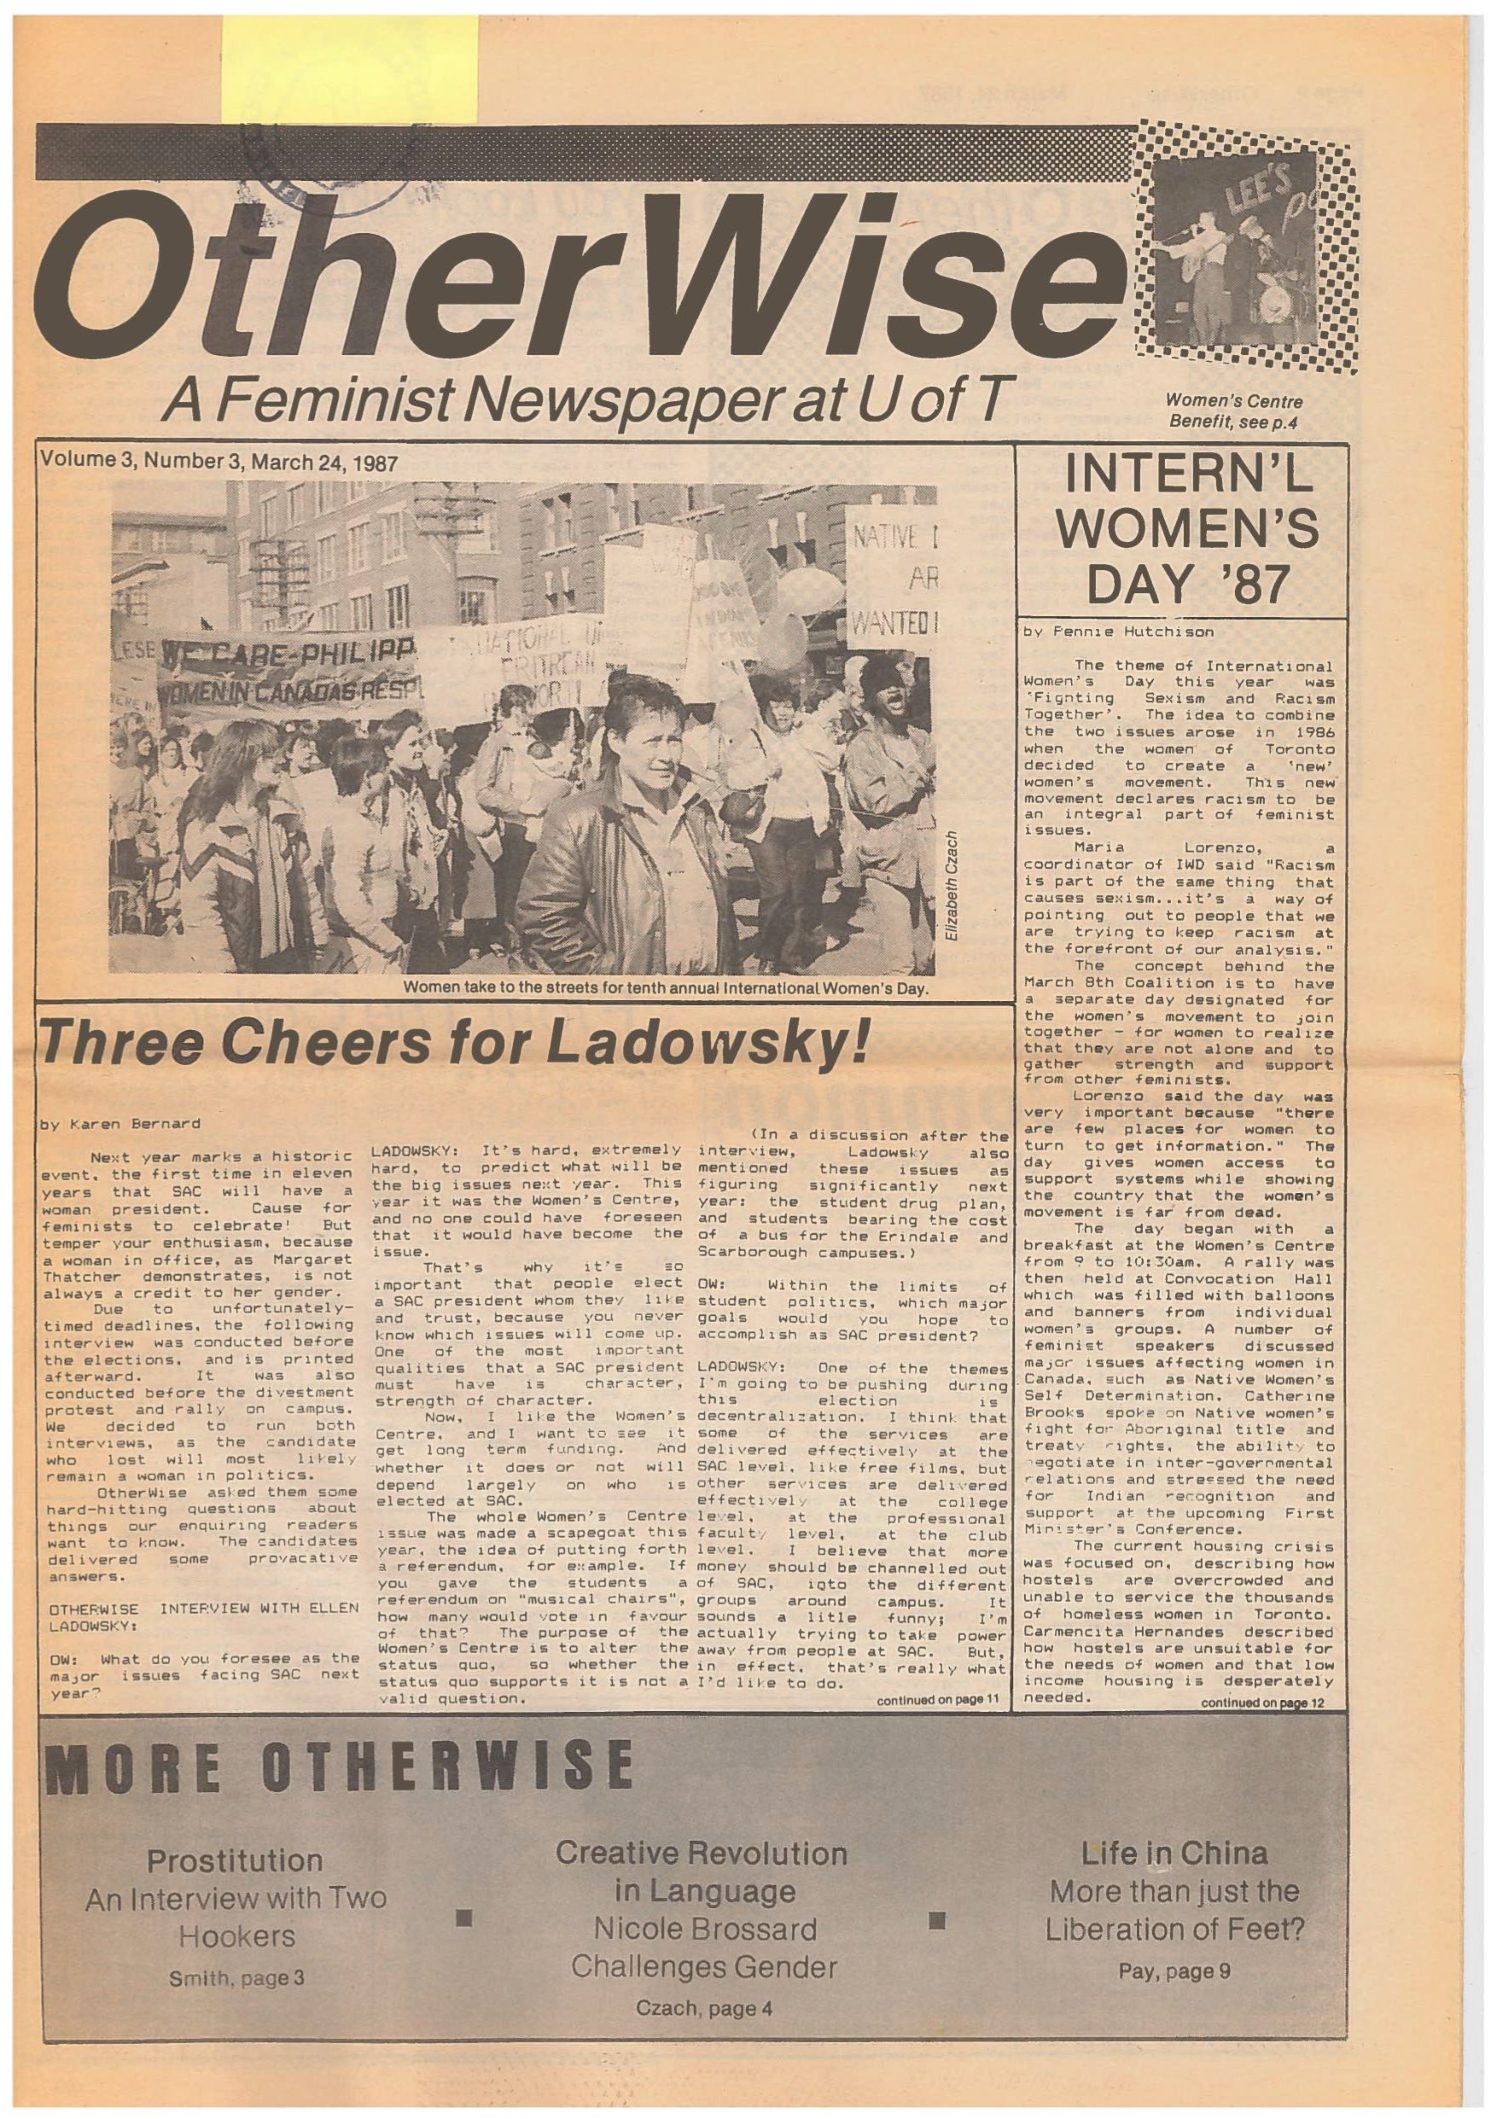 LEE'S
OtherWise
A Feminist Newspaper at U of T
Women's Centre
Benefit, see p.4
Volume 3, Number 3, March 24, 1987
NATIVE
AR
WANTED
LESE
WE CARE-PHILIPP
WOMEN IN CANADAS RESP
NATIONAL U
ERITREAN
WORT
Elizabeth Czach
Women take to the streets for tenth annual International Women's Day.
Three Cheers for Ladowsky!
by Karen Bernard
Next year marks a historic
event, the first time in eleven
years that SAC will have a
woman president. Cause for
feminists to celebrate! But
temper your enthusiasm, because
a woman in office, as Margaret
Thatcher demonstrates, is not
always a credit to her gender.
Due to unfortunately-
timed deadlines, the following
interview was conducted before
the elections, and is printed
afterward. It was also
conducted before the divestment
protest and rally on campus.
We decided to run both
interviews, as the candidate
who lost will most likely
remain a woman in politics.
OtherWise asked them some
hard-hitting questions about
things our enquiring readers
want to know. The candidates
delivered some provacative
answers.
OTHERWISE INTERVIEW WITH ELLEN
LADOWSKY:
OW: What do you foresee as the
major issues facing SAC next
year?
LADOWSKY: It's hard, extremely
hard, to predict what will be
the big issues next year. This
year it was the Women's Centre,
and no one could have foreseen
that it would have become the
issue.
That's why it's so
important that people elect
a SAC president whom they like
and trust, because you never
know which issues will come up.
One of the most important
qualities that a SAC president
must have is character,
strength of character.
Now, I like the Women's
Centre, and I want to see it
get long term funding. And
whether it does or not will
depend largely on who is
elected at SAC.
The whole Women's Centre
issue was made a scapegoat this
year, the idea of putting forth
a referendum, for example. If
you gave the students a
referendum on "musical chairs",
how many would vote in favour
of that? The purpose of the
Women's Centre is to alter the
status quo, so whether the
status quo supports it is not a
valid question.
(In a discussion after the
interview, Ladowsky also
mentioned these issues as
figuring significantly next
year: the student drug plan,
and students bearing the cost
of a bus for the Erindale and
Scarborough campuses.)
OW: Within the limits of
student politics, which major
goals would you hope to
accomplish as SAC president?
LADOWSKY: One of the themes
I'm going to be pushing during
this election is
decentralization. I think that
some of the services are
delivered effectively at the
SAC level, like free films, but
other services are delivered
effectively at the college
level, at the professional
faculty level, at the club
level. I believe that more
money should be channelled out
of SAC, iqto the different
groups around campus. It
sounds a litle funny; I'm
actually trying to take power
away from people at SAC. But,
in effect, that's really what
I'd like to do.
continued on page 11
INTERN'L
WOMEN'S
DAY '87
by Pennie Hutchison
The theme of International
Women's Day this year was
'Fignting Sexism and Racism
Together'. The idea to combine
the two issues arose in 1986
when the women of Toronto
decided to create a 'new'
women's movement. This new
movement declares racism to be
an integral part of feminist
issues.
Maria Lorenzo, a
coordinator of IWD said "Racism
is part of the same thing that
causes sexism...it's a way of
pointing out to people that we
are trying to keep racism at
the forefront of our analysis."
The concept behind the
March 8th Coalition is to have
a separate day designated for
the women's movement to join
together - for women to realize
that they are not alone and to
gather strength and support
from other feminists.
Lorenzo said the day was
very important because "there
are few places for women to
turn to get information." The
day gives women access to
support systems while showing
the country that the women's
movement is far from dead.
The day began with a
breakfast at the Women's Centre
from 9 to 10:30am. A rally was
then held at Convocation Hall
which was filled with balloons
and banners from individual
women's groups. A number of
feminist speakers discussed
major issues affecting women in
Canada, such as Native Women's
Self Determination. Catherine
Brooks spoke on Native women's
fight for Aboriginal title and
treaty rights, the ability to
negotiate in inter-governmental
relations and stressed the need
for Indian recognition and
support at the upcoming First
Minister's Conference.
The current housing crisis
was focused on, describing how
hostels are overcrowded and
unable to service the thousands
of homeless women in Toronto.
Carmencita Hernandes described
how hostels are unsuitable for
the needs of women and that low
income housing is desperately
needed.
continued on page 12
MORE OTHERWISE
Prostitution
An Interview with Two
Hookers
Smith, page 3
Creative Revolution
in Language
Nicole Brossard
Challenges Gender
Czach, page 4
Life in China
More than just the
Liberation of Feet?
Pay, page 9